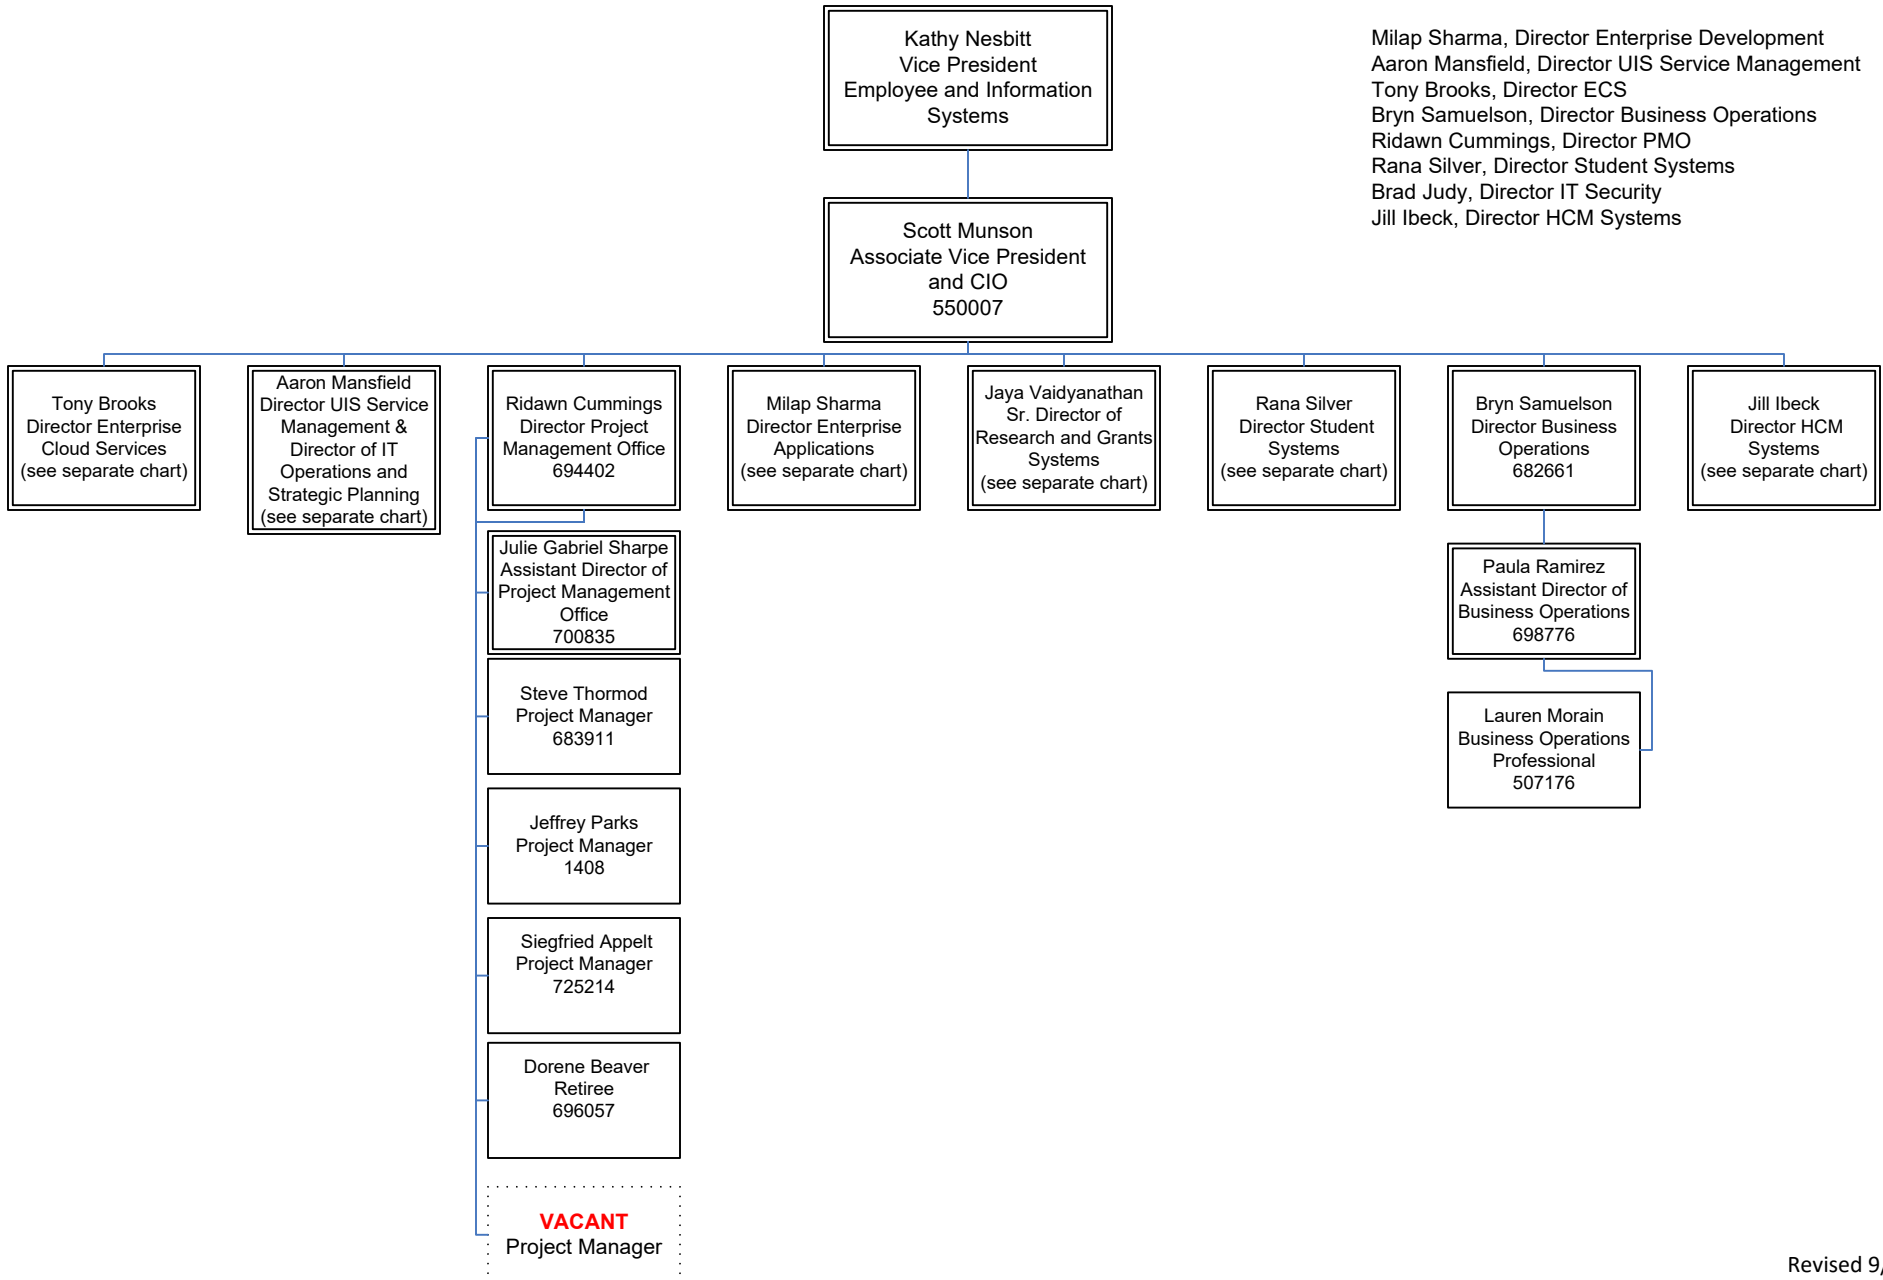 Kathy Nesbitt
Vice President
Employee and Information
Systems
Milap Sharma, Director Enterprise Development
Aaron Mansfield, Director UIS Service Management
Tony Brooks, Director ECS
Bryn Samuelson, Director Business Operations
Ridawn Cummings, Director PMO
Rana Silver, Director Student Systems
Brad Judy, Director IT Security
Jill Ibeck, Director HCM Systems
Scott Munson
Associate Vice President
and CIO
550007
Tony Brooks
Director Enterprise
Cloud Services
(see separate chart)
Aaron Mansfield
Director UIS Service
Management &
Director of IT
Operations and
Strategic Planning
(see separate chart)
Ridawn Cummings
Director Project
Management Office
694402
Milap Sharma
Director Enterprise
Applications
(see separate chart)
Jaya Vaidyanathan
Sr. Director of
Research and Grants
Systems
(see separate chart)
Rana Silver
Director Student
Systems
(see separate chart)
Bryn Samuelson
Director Business
Operations
682661
Jill Ibeck
Director HCM
Systems
(see separate chart)
Julie Gabriel Sharpe
Assistant Director of
Project Management
Office
700835
Steve Thormod
Project Manager
683911
Jeffrey Parks
Project Manager
1408
Siegfried Appelt
Project Manager
725214
Dorene Beaver
Retiree
696057
VACANT
Project Manager
Paula Ramirez
Assistant Director of
Business Operations
698776
Lauren Morain
Business Operations
Professional
507176
Revised 9/